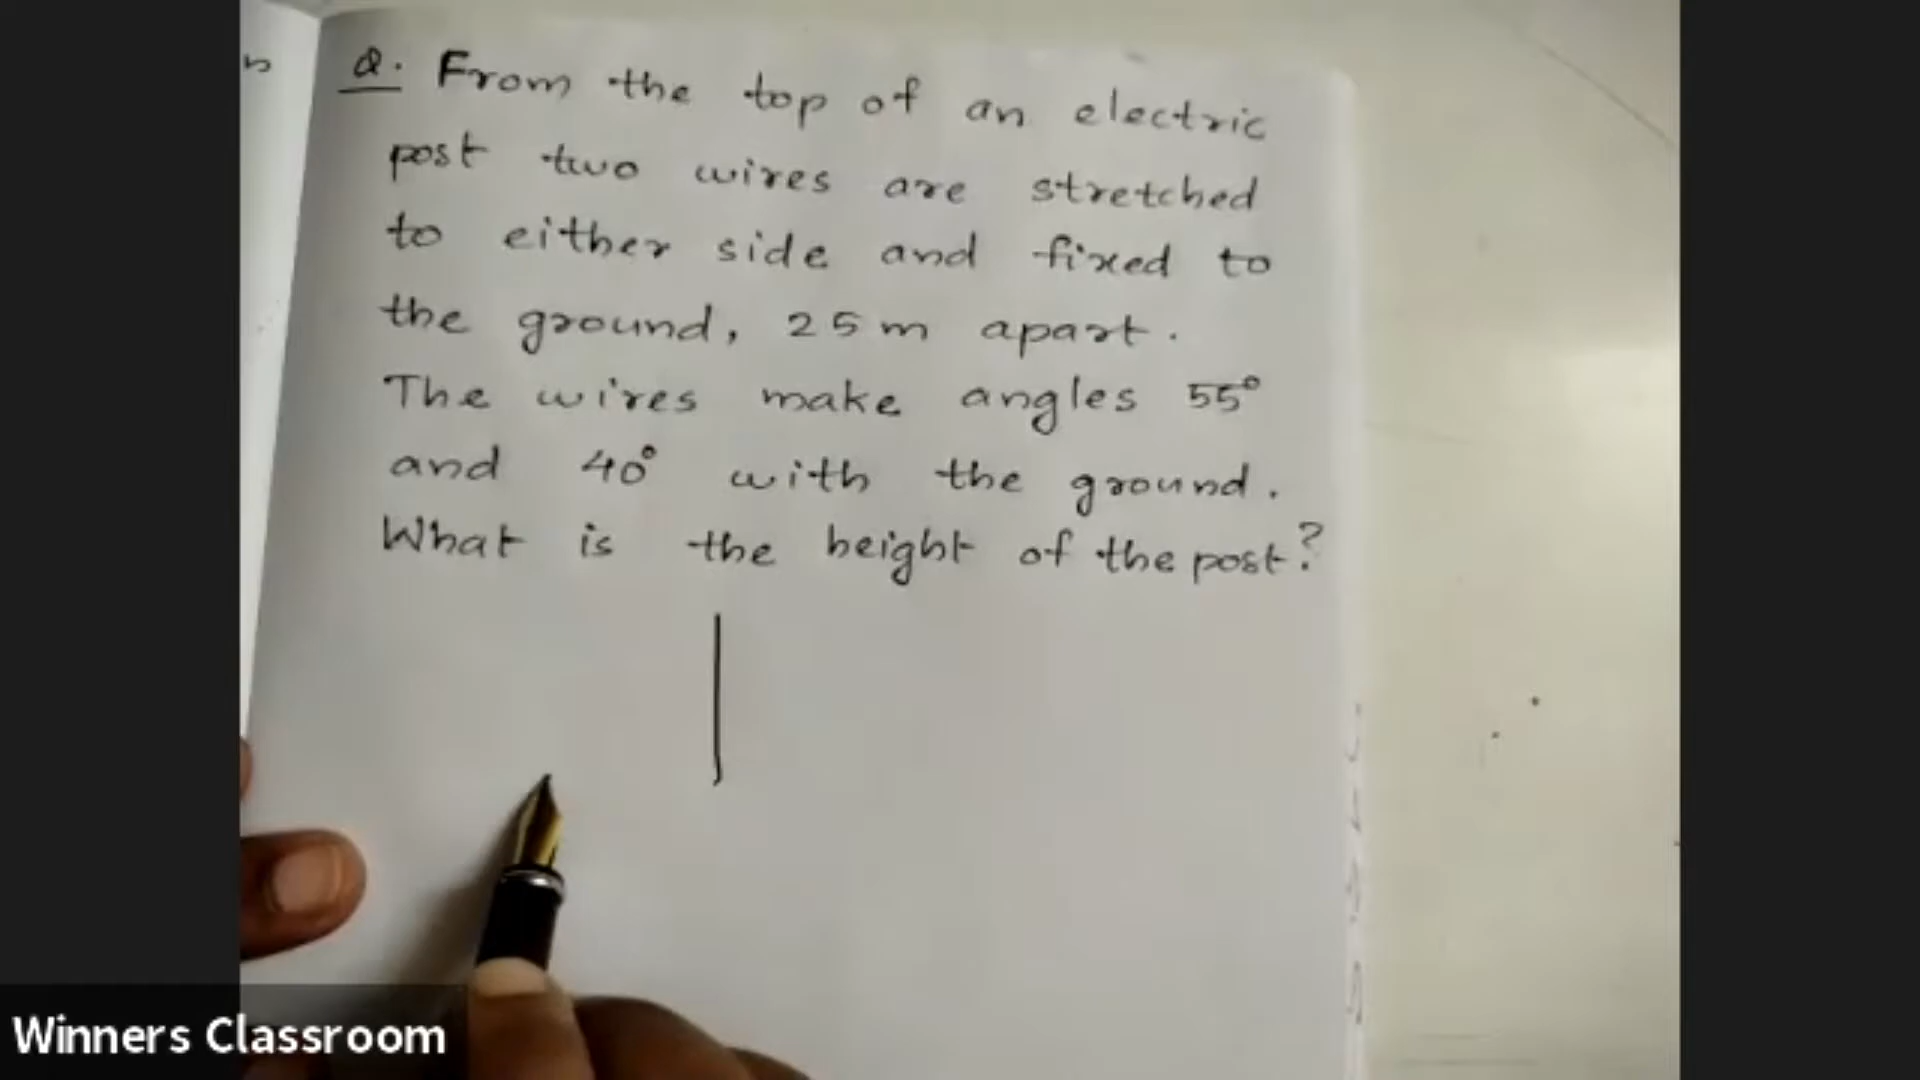 Q. From the top of an electric
post two wires are stretched
to either side and fixed to
the ground, 25 m apart.
The wires make angles 55°
and 40° with the ground.
What is the height of the post?
Winners Classroom